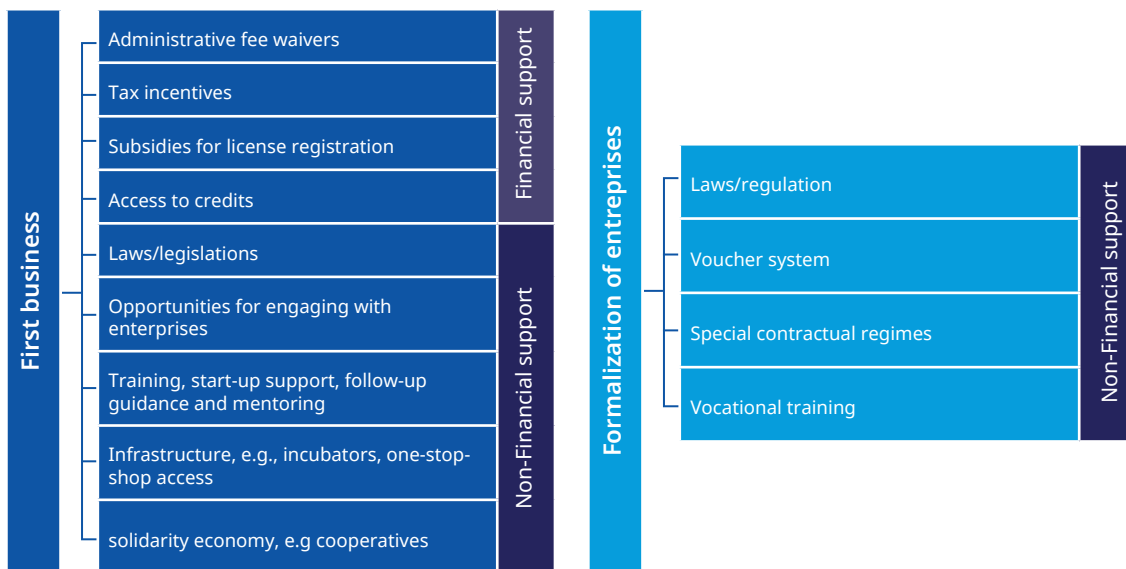 First business
Administrative fee waivers
Tax incentives
Subsidies for license registration
Access to credits
Financial support
Laws/legislations
Opportunities for engaging with
enterprises
Training, start-up support, follow-up
guidance and mentoring
Infrastructure, e.g., incubators, one-stop-
shop access
solidarity economy, e.g cooperatives
Non-Financial support
Formalization of entreprises
Laws/regulation
Voucher system
Special contractual regimes
Vocational training
Non-Financial support